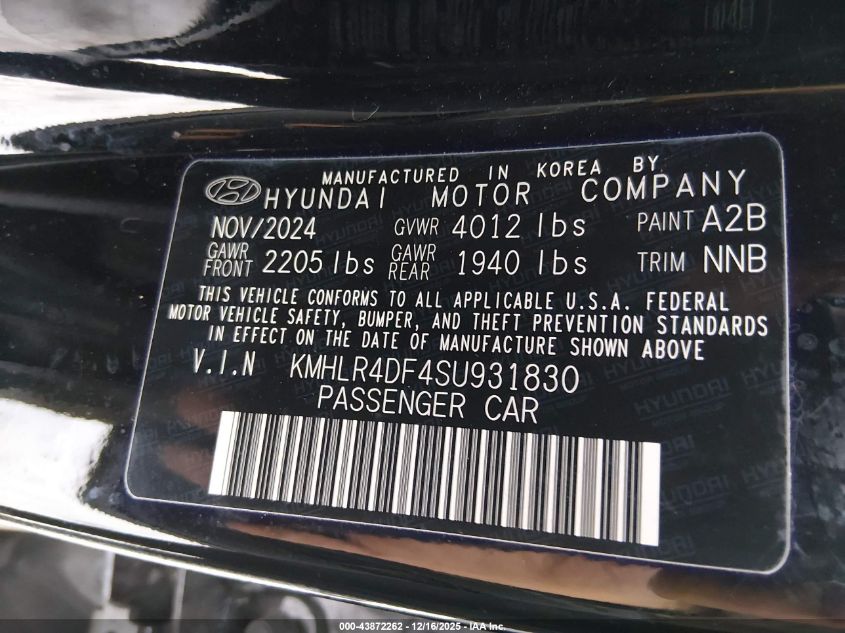 MANUFACTURED IN KOREA BY
HYUNDAI MOTOR COMPANY
NOV/2024 GVWR 4012 lbs PAINT A2B
GAWR FRONT 2205 lbs GAWR REAR 1940 lbs TRIM NNB
THIS VEHICLE CONFORMS TO ALL APPLICABLE U.S.A. FEDERAL
MOTOR VEHICLE SAFETY, BUMPER, AND THEFT PREVENTION STANDARDS
IN EFFECT ON THE DATE OF MANUFACTURE SHOWN ABOVE
V.I.N KMHLR4DF4SU931830
PASSENGER CAR
000-43872262 - 12/16/2025 - IAA Inc.